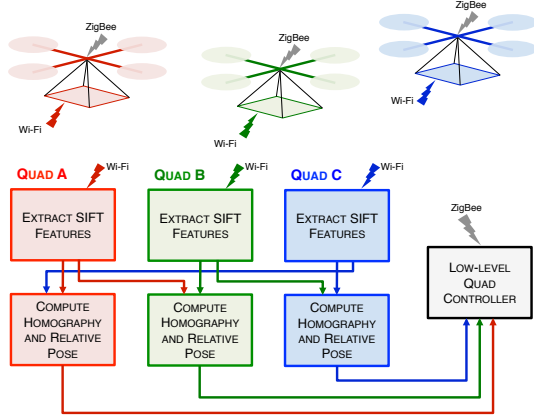 ZigBee
ZigBee
ZigBee
Wi-Fi
Wi-Fi
Wi-Fi
QUAD A
Wi-Fi
QUAD B
Wi-Fi
QUAD C
Wi-Fi
EXTRACT SIFT
FEATURES
EXTRACT SIFT
FEATURES
EXTRACT SIFT
FEATURES
ZigBee
LOW-LEVEL
QUAD
CONTROLLER
COMPUTE
HOMOGRAPHY
AND RELATIVE
POSE
COMPUTE
HOMOGRAPHY
AND RELATIVE
POSE
COMPUTE
HOMOGRAPHY
AND RELATIVE
POSE